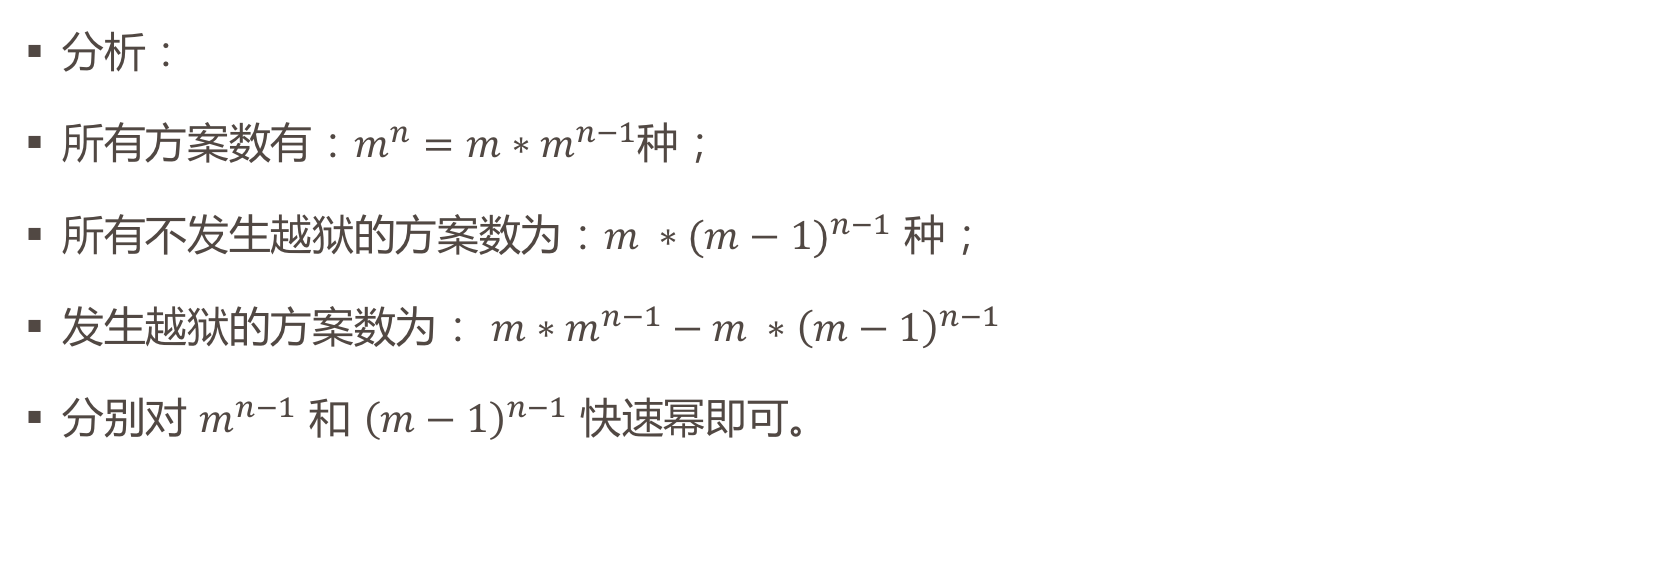 ▪ 分析：
▪ 所有方案数有：$m^n = m * m^{n-1}$种；
▪ 所有不发生越狱的方案数为：$m * (m-1)^{n-1}$ 种；
▪ 发生越狱的方案数为： $m * m^{n-1} - m * (m-1)^{n-1}$
▪ 分别对 $m^{n-1}$ 和 $(m-1)^{n-1}$ 快速幂即可。